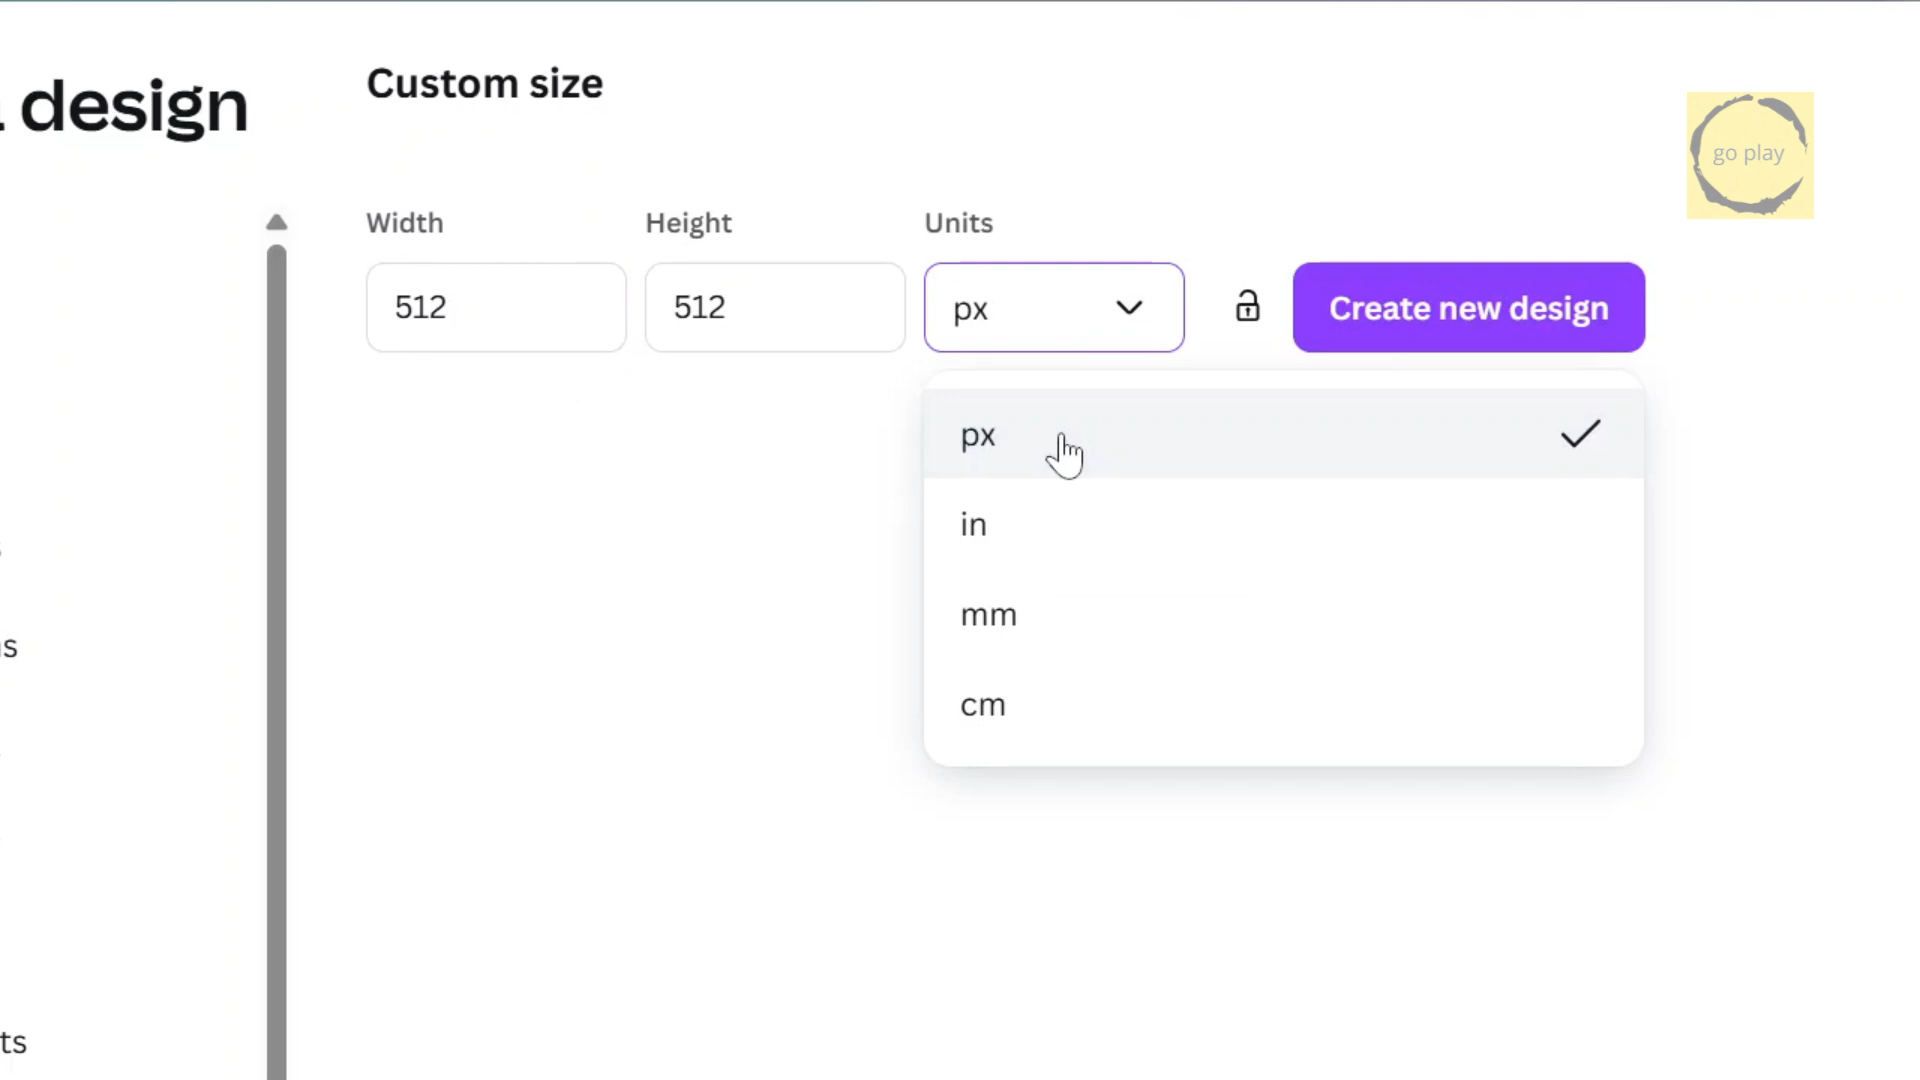 design
Custom size
go play
Width
Height
Units
512
512
px
Create new design
px
in
mm
cm
ts